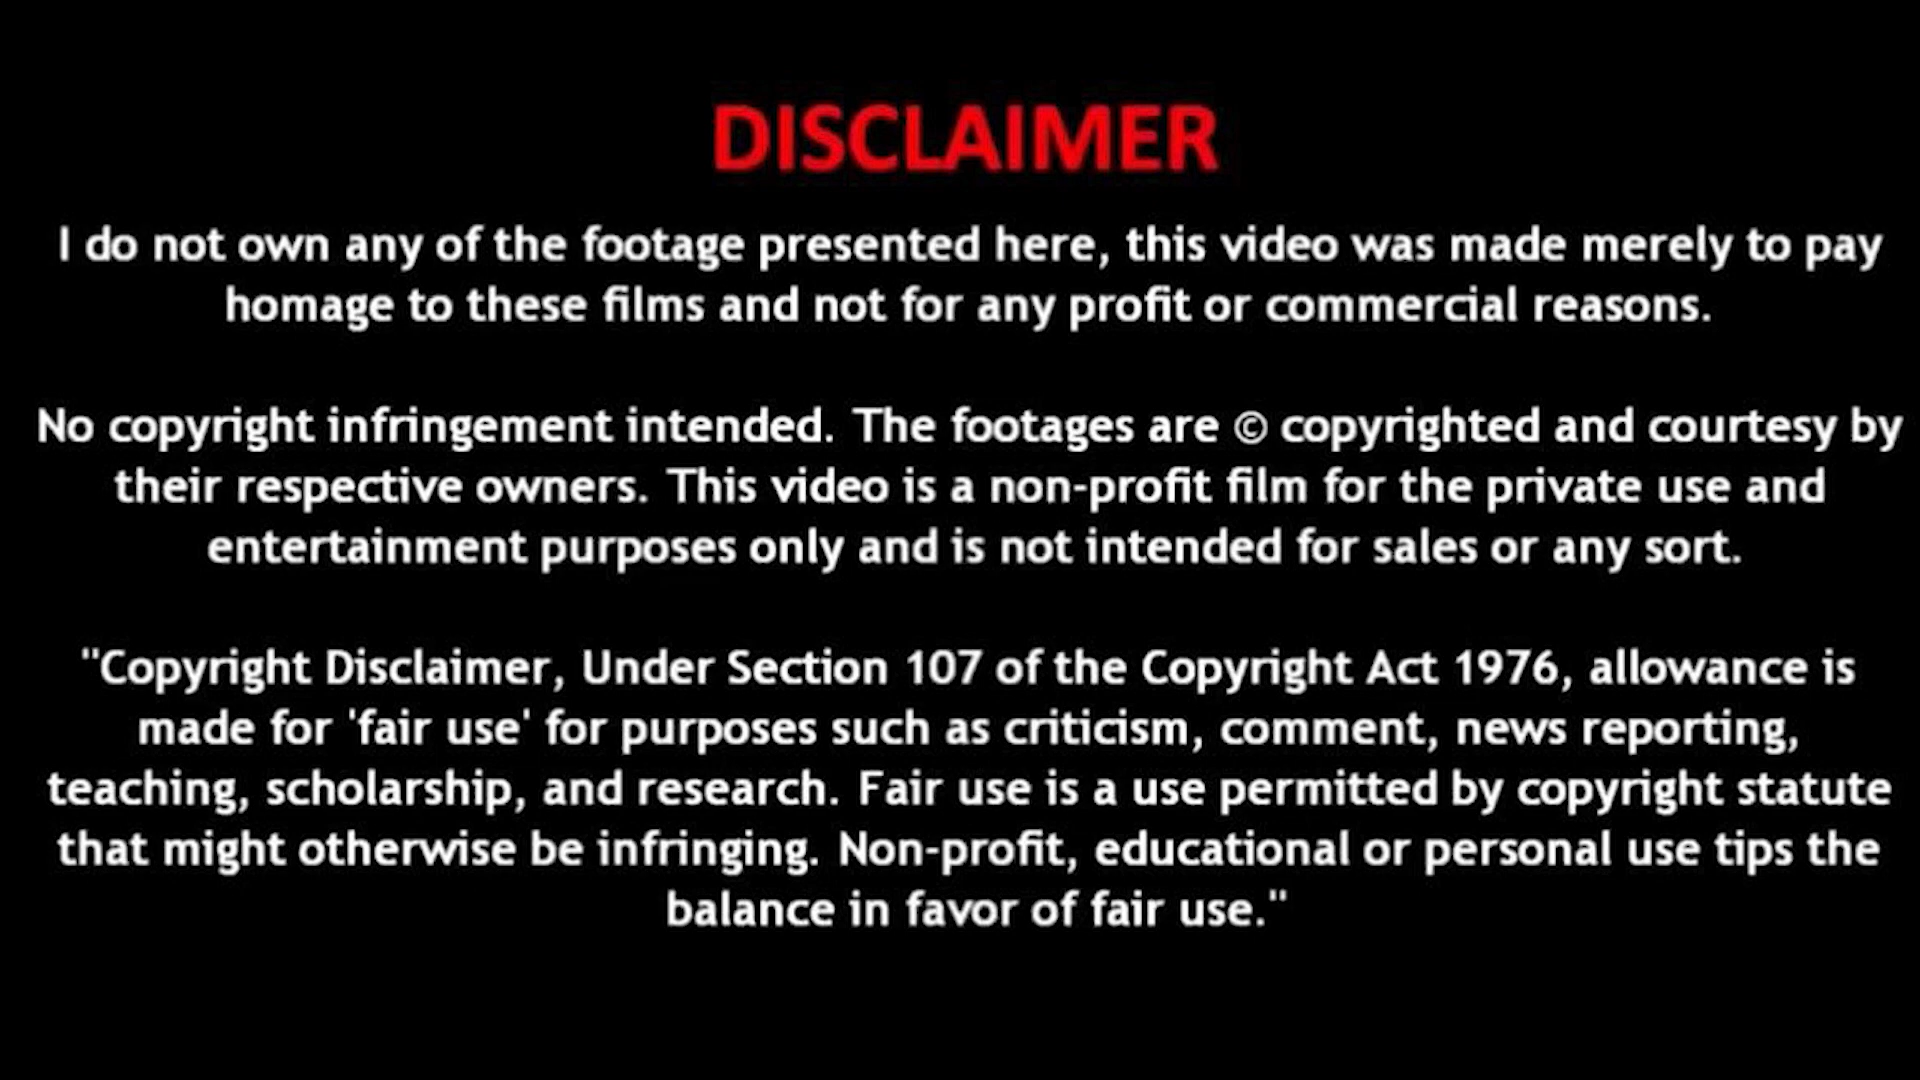 DISCLAIMER
I do not own any of the footage presented here, this video was made merely to pay
homage to these films and not for any profit or commercial reasons.
No copyright infringement intended. The footages are © copyrighted and courtesy by
their respective owners. This video is a non-profit film for the private use and
entertainment purposes only and is not intended for sales or any sort.
"Copyright Disclaimer, Under Section 107 of the Copyright Act 1976, allowance is
made for 'fair use' for purposes such as criticism, comment, news reporting,
teaching, scholarship, and research. Fair use is a use permitted by copyright statute
that might otherwise be infringing. Non-profit, educational or personal use tips the
balance in favor of fair use."